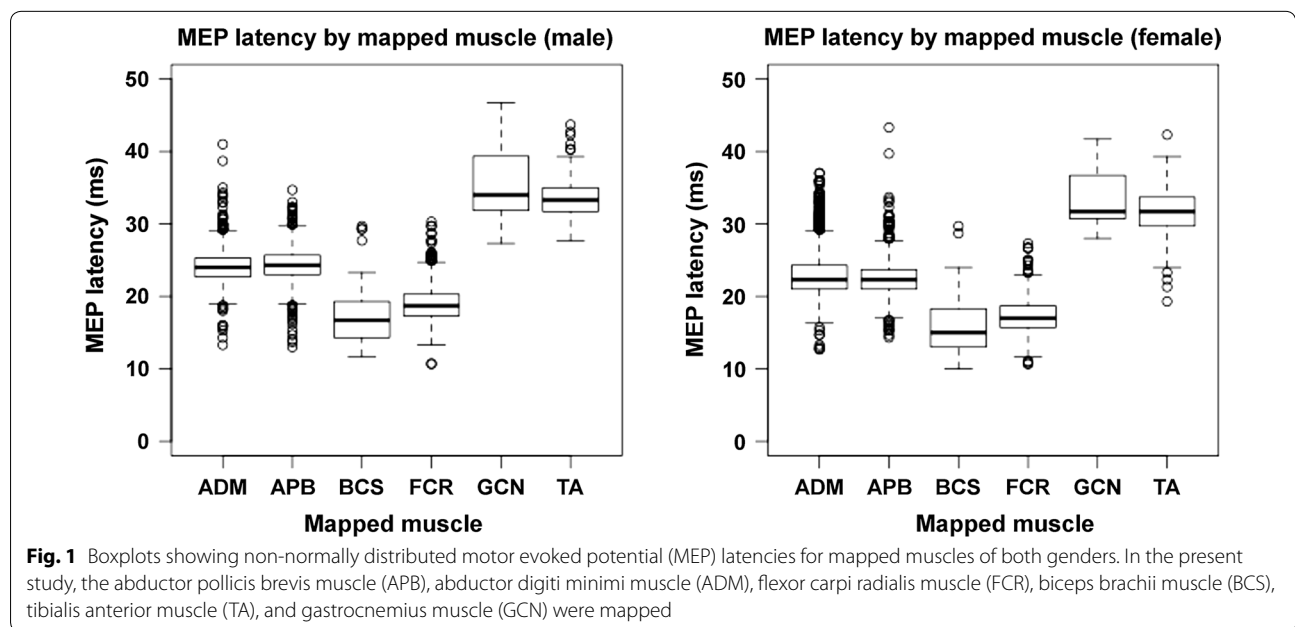 MEP latency by mapped muscle (male)
50
40
30
20
10
0
MEP latency (ms)
ADM APB BCS FCR GCN TA
Mapped muscle
MEP latency by mapped muscle (female)
50
40
30
20
10
0
MEP latency (ms)
ADM APB BCS FCR GCN TA
Mapped muscle
Fig. 1 Boxplots showing non-normally distributed motor evoked potential (MEP) latencies for mapped muscles of both genders. In the present
study, the abductor pollicis brevis muscle (APB), abductor digiti minimi muscle (ADM), flexor carpi radialis muscle (FCR), biceps brachii muscle (BCS),
tibialis anterior muscle (TA), and gastrocnemius muscle (GCN) were mapped